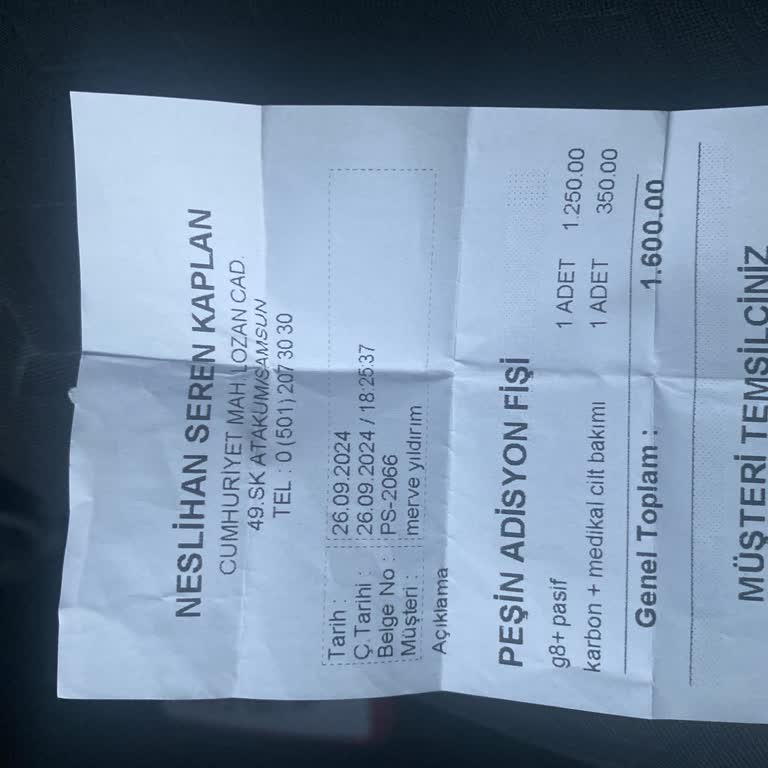 NESLİHAN SEREN KAPLAN
CUMHURİYET MAH. LOZAN CAD.
49.SK ATAKUM/SAMSUN
TEL : 0 (501) 207 30 30
Tarih : 26.09.2024
Ç.Tarihi : 26.09.2024 / 18:25:37
Belge No : PS-2066
Müşteri : merve yıldırım
Açıklama
PEŞİN ADİSYON FİŞİ
g8+ pasif 1 ADET 1.250.00
karbon + medikal cilt bakımı 1 ADET 350.00
Genel Toplam : 1.600.00
MÜŞTERİ TEMSİLCİNİZ